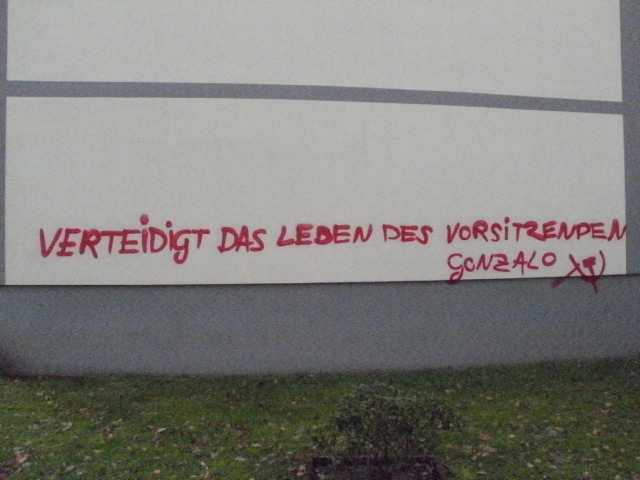 VERTEIDIGT DAS LEBEN DES VORSITZENDEN
GONZALO